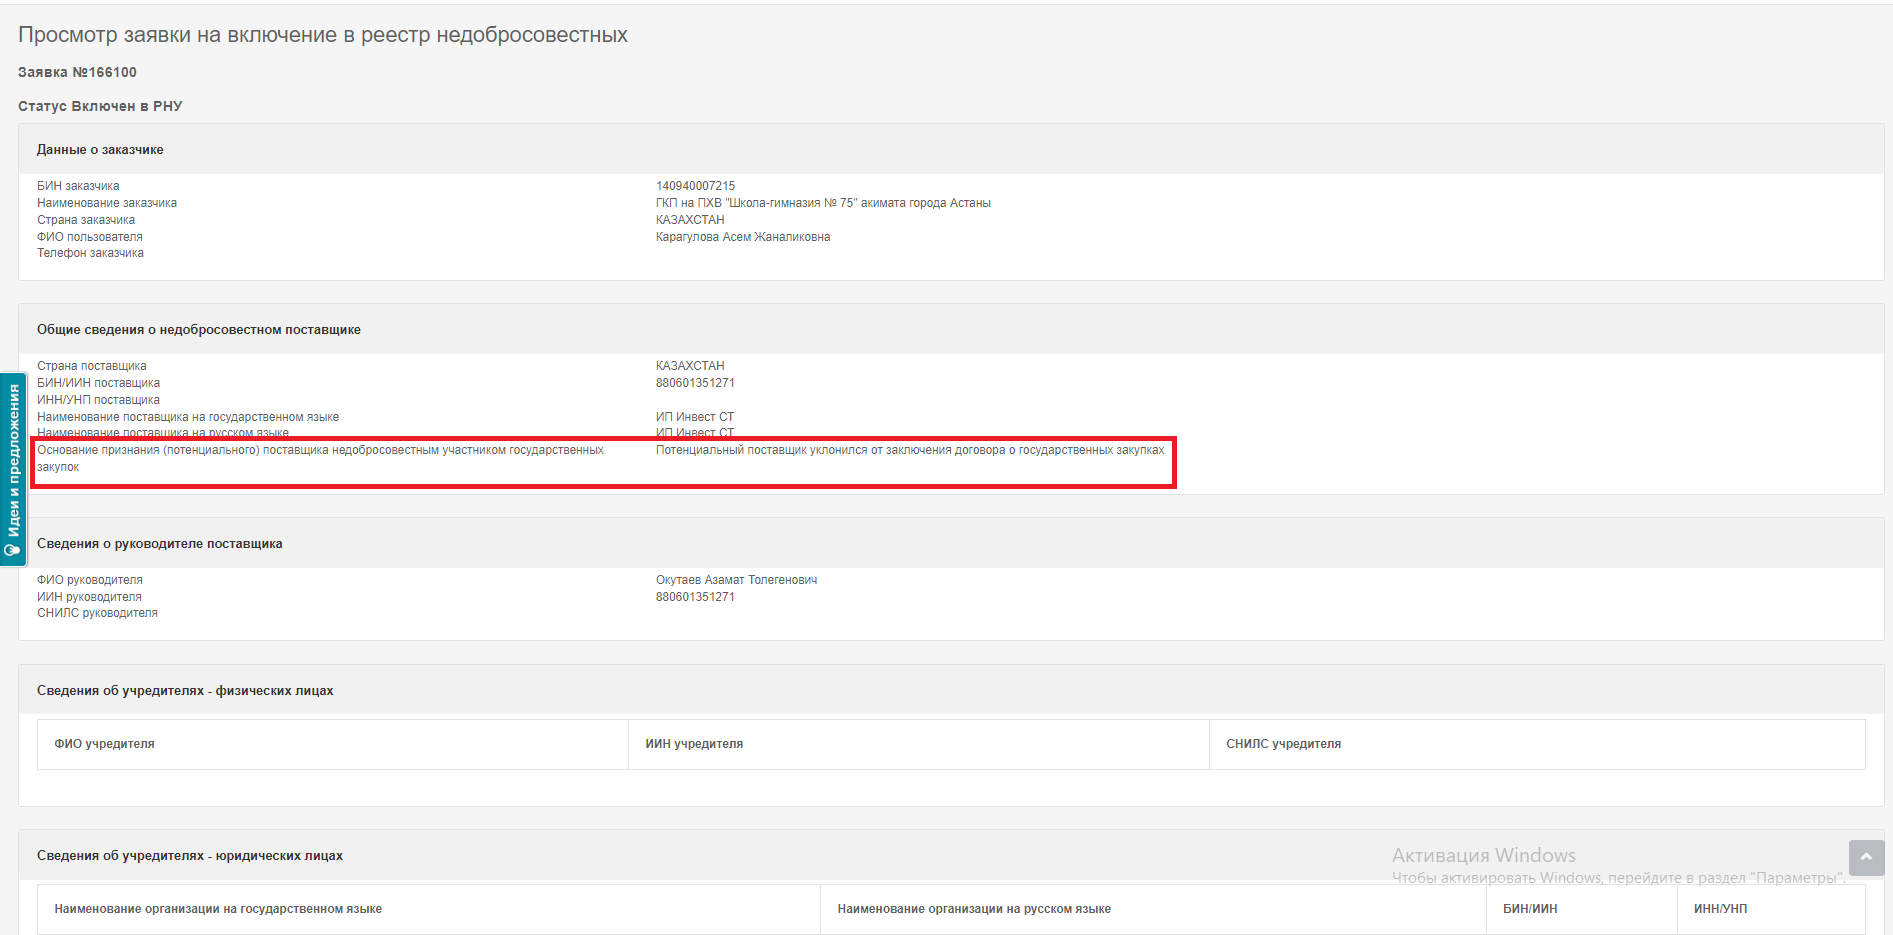 Просмотр заявки на включение в реестр недобросовестных
Заявка №166100
Статус Включен в РНУ
Данные о заказчике
БИН заказчика 140940007215
Наименование заказчика ГКП на ПХВ "Школа-гимназия № 75" акимата города Астаны
Страна заказчика КАЗАХСТАН
ФИО пользователя Карагулова Асем Жаналиковна
Телефон заказчика
Общие сведения о недобросовестном поставщике
Страна поставщика КАЗАХСТАН
БИН/ИИН поставщика 880601351271
ИНН/УНП поставщика
Наименование поставщика на государственном языке ИП Инвест СТ
Наименование поставщика на русском языке ИП Инвест СТ
Основание признания (потенциального) поставщика недобросовестным участником государственных Потенциальный поставщик уклонился от заключения договора о государственных закупках
закупок
Идеи и предложения
Сведения о руководителе поставщика
ФИО руководителя Окутаев Азамат Толегенович
ИИН руководителя 880601351271
СНИЛС руководителя
Сведения об учредителях - физических лицах
ФИО учредителя ИИН учредителя СНИЛС учредителя
Сведения об учредителях - юридических лицах
Активация Windows
Чтобы активировать Windows, перейдите в раздел "Параметры".
Наименование организации на государственном языке Наименование организации на русском языке БИН/ИИН ИНН/УНП